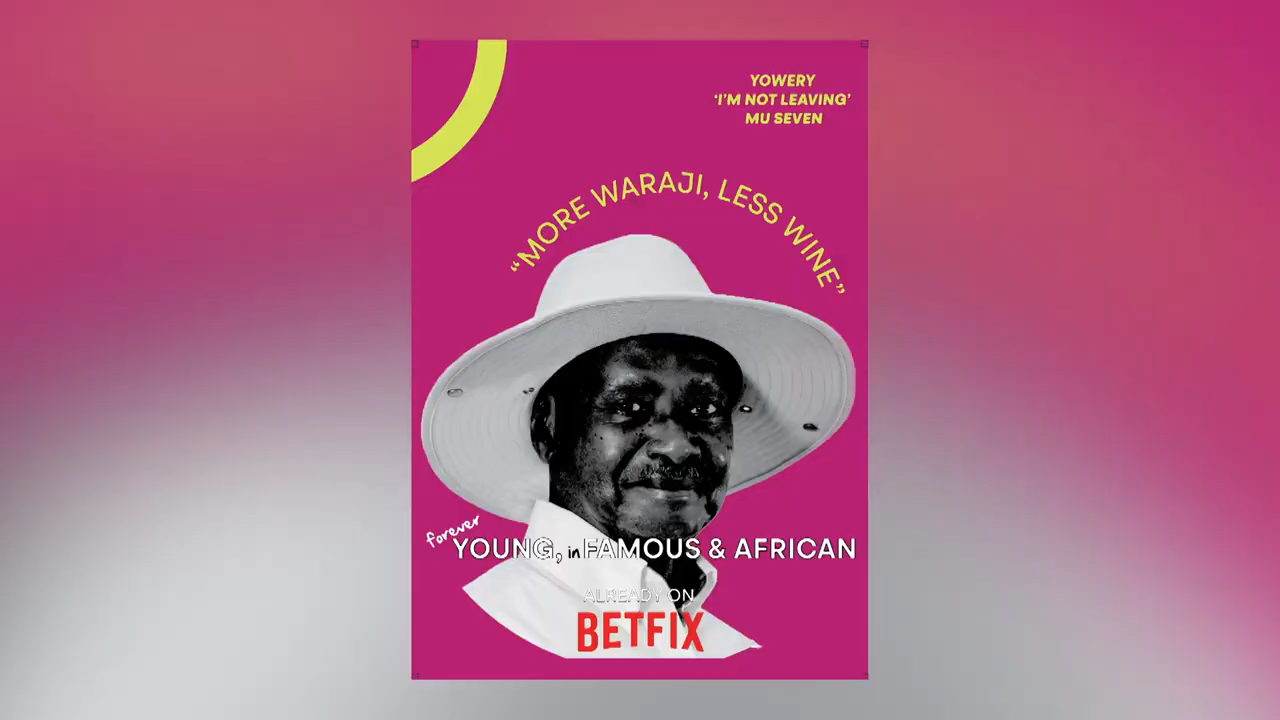 YOWERY
‘I’M NOT LEAVING’
MU SEVEN
“MORE WARAJI, LESS WINE”
forever
YOUNG, in FAMOUS & AFRICAN
ALREADY ON
BETFIX